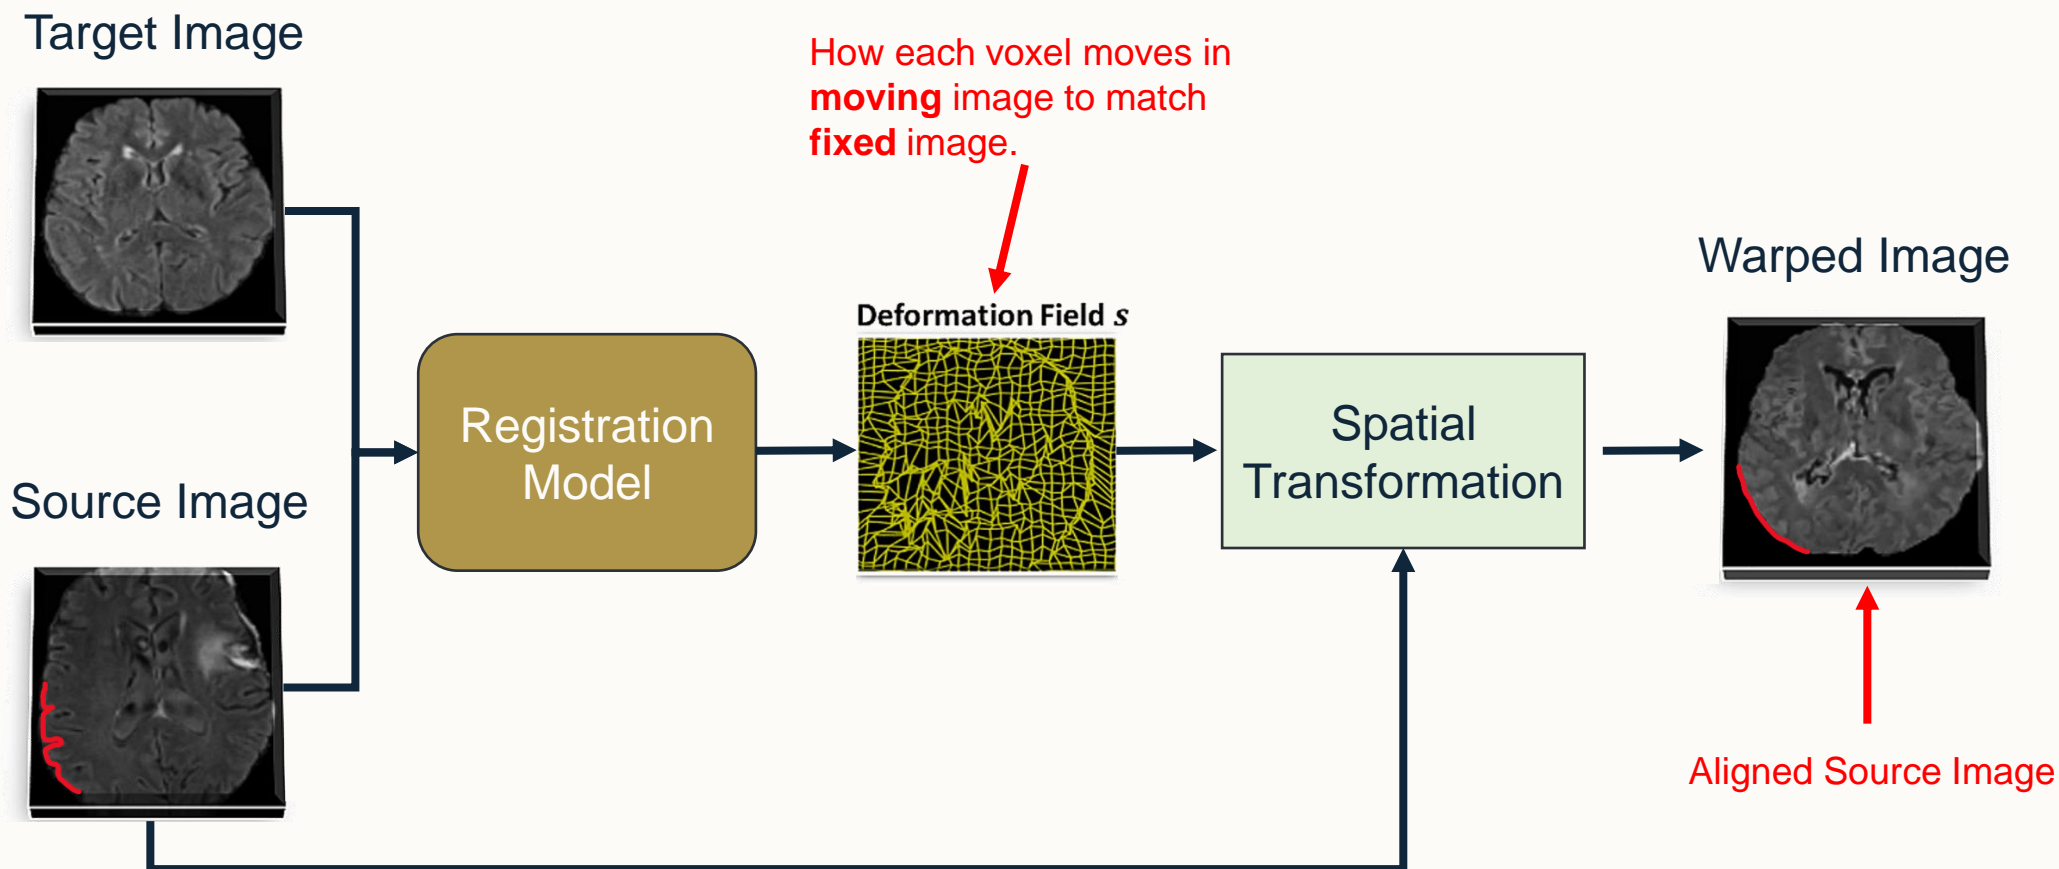 Target Image
How each voxel moves in
moving image to match
fixed image.
Warped Image
Deformation Field s
Registration
Model
Spatial
Transformation
Source Image
Aligned Source Image